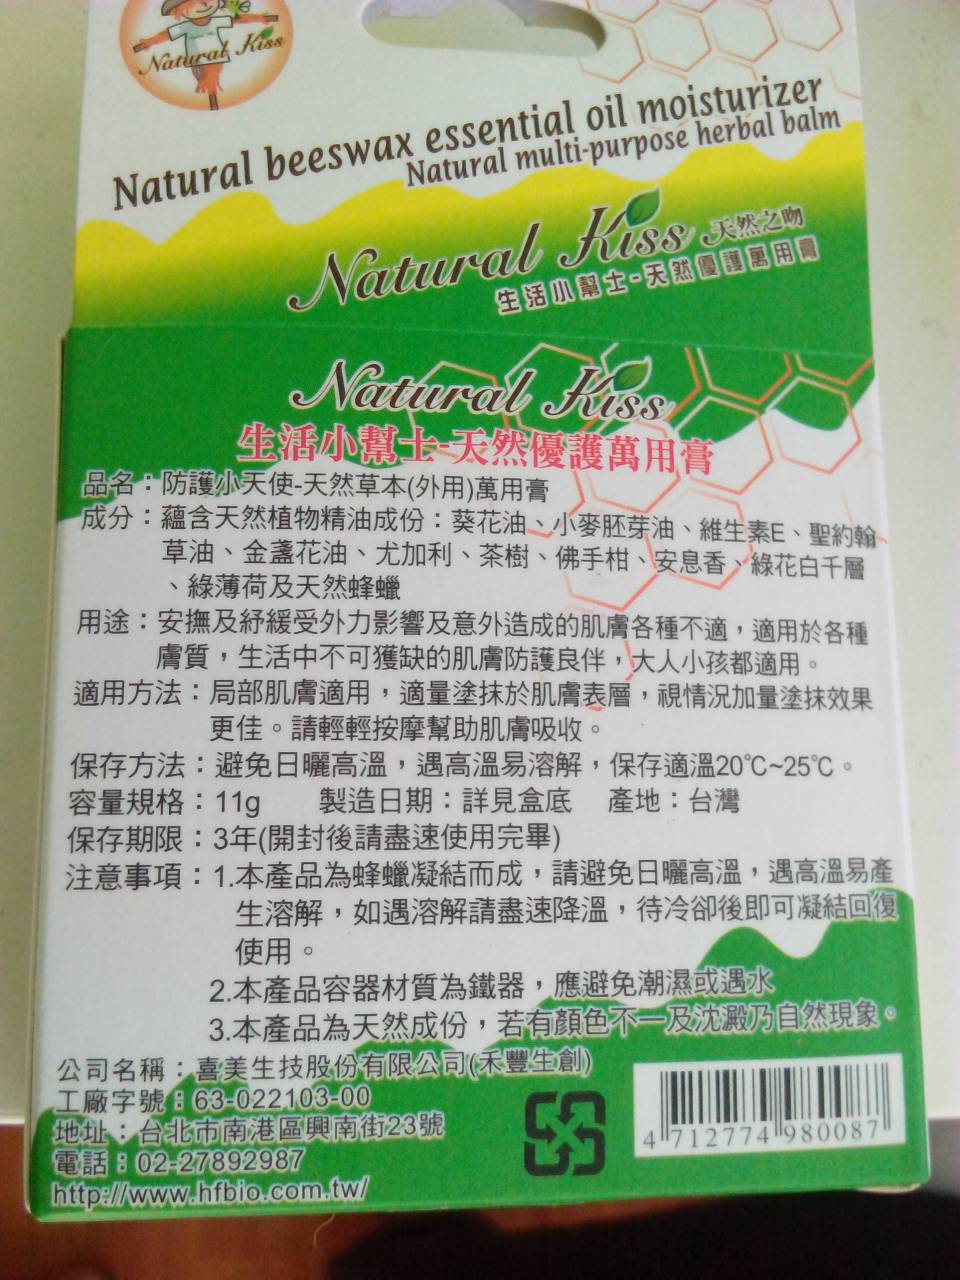 Natural Kiss
Natural beeswax essential oil moisturizer
Natural multi-purpose herbal balm
Natural Kiss 天然之吻
生活小幫士-天然優護萬用膏
Natural Kiss
生活小幫士-天然優護萬用膏
品名：防護小天使-天然草本(外用)萬用膏
成分：蘊含天然植物精油成份：葵花油、小麥胚芽油、維生素E、聖約翰
草油、金盞花油、尤加利、茶樹、佛手柑、安息香、綠花白千層
、綠薄荷及天然蜂蠟
用途：安撫及紓緩受外力影響及意外造成的肌膚各種不適，適用於各種
膚質，生活中不可獲缺的肌膚防護良伴，大人小孩都適用。
適用方法：局部肌膚適用，適量塗抹於肌膚表層，視情況加量塗抹效果
更佳。請輕輕按摩幫助肌膚吸收。
保存方法：避免日曬高溫，遇高溫易溶解，保存適溫20℃~25℃。
容量規格：11g 製造日期：詳見盒底 產地：台灣
保存期限：3年(開封後請盡速使用完畢)
注意事項：1.本產品為蜂蠟凝結而成，請避免日曬高溫，遇高溫易產
生溶解，如遇溶解請盡速降溫，待冷卻後即可凝結回復
使用。
2.本產品容器材質為鐵器，應避免潮濕或遇水
3.本產品為天然成份，若有顏色不一及沈澱乃自然現象。
公司名稱：喜美生技股份有限公司(禾豐生創)
工廠字號：63-022103-00
地址：台北市南港區興南街23號
電話：02-27892987
http://www.hfbio.com.tw/
4 712774 980087